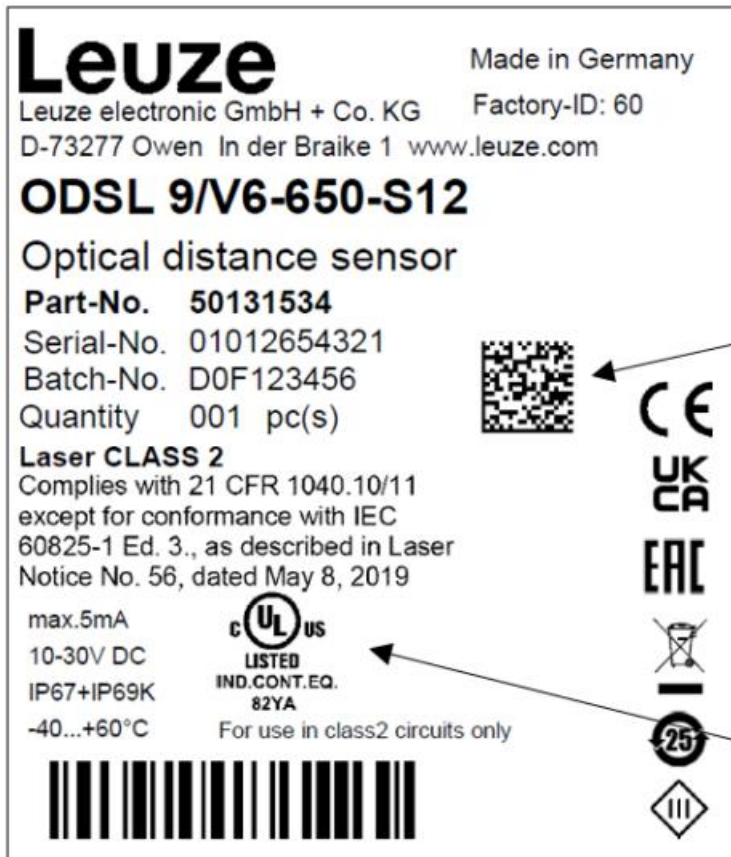 Leuze
Made in Germany
Leuze electronic GmbH + Co. KG
Factory-ID: 60
D-73277 Owen In der Braike 1 www.leuze.com
ODSL 9/V6-650-S12
Optical distance sensor
Part-No. 50131534
Serial-No. 01012654321
Batch-No. D0F123456
Quantity 001 pc(s)
Laser CLASS 2
Complies with 21 CFR 1040.10/11
except for conformance with IEC
60825-1 Ed. 3., as described in Laser
Notice No. 56, dated May 8, 2019
CE
UK
CA
EAC
max.5mA
10-30V DC
IP67+IP69K
-40...+60°C
C UL US
LISTED
IND.CONT.EQ.
82YA
For use in class2 circuits only
25
III